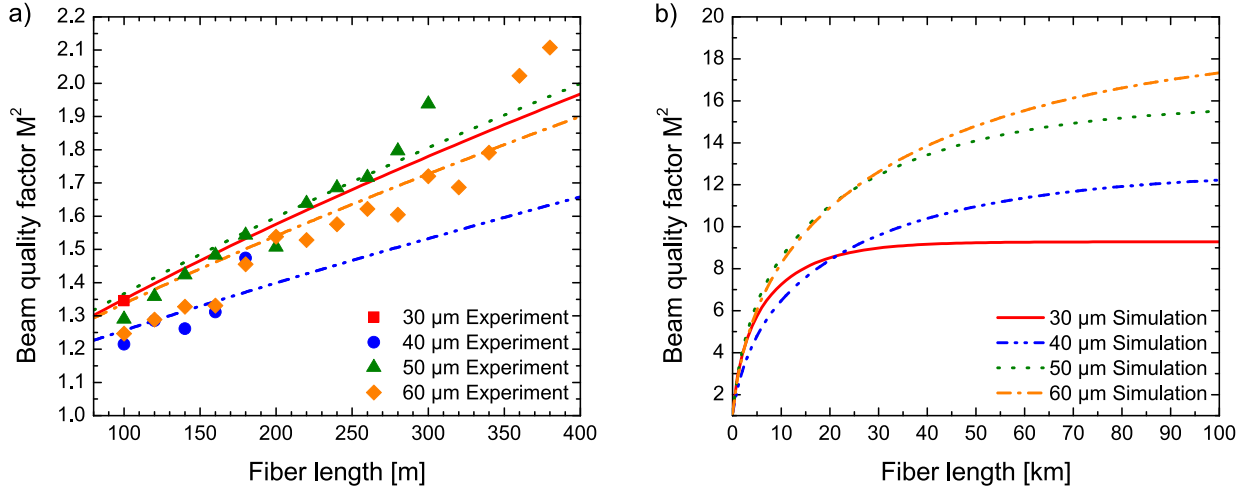 a)
2.2
2.1
2.0
1.9
1.8
1.7
1.6
1.5
1.4
1.3
1.2
1.1
1.0
Beam quality factor M²
30 µm Experiment
40 µm Experiment
50 µm Experiment
60 µm Experiment
100 150 200 250 300 350 400
Fiber length [m]
b)
20
18
16
14
12
10
8
6
4
2
Beam quality factor M²
30 µm Simulation
40 µm Simulation
50 µm Simulation
60 µm Simulation
0 10 20 30 40 50 60 70 80 90 100
Fiber length [km]